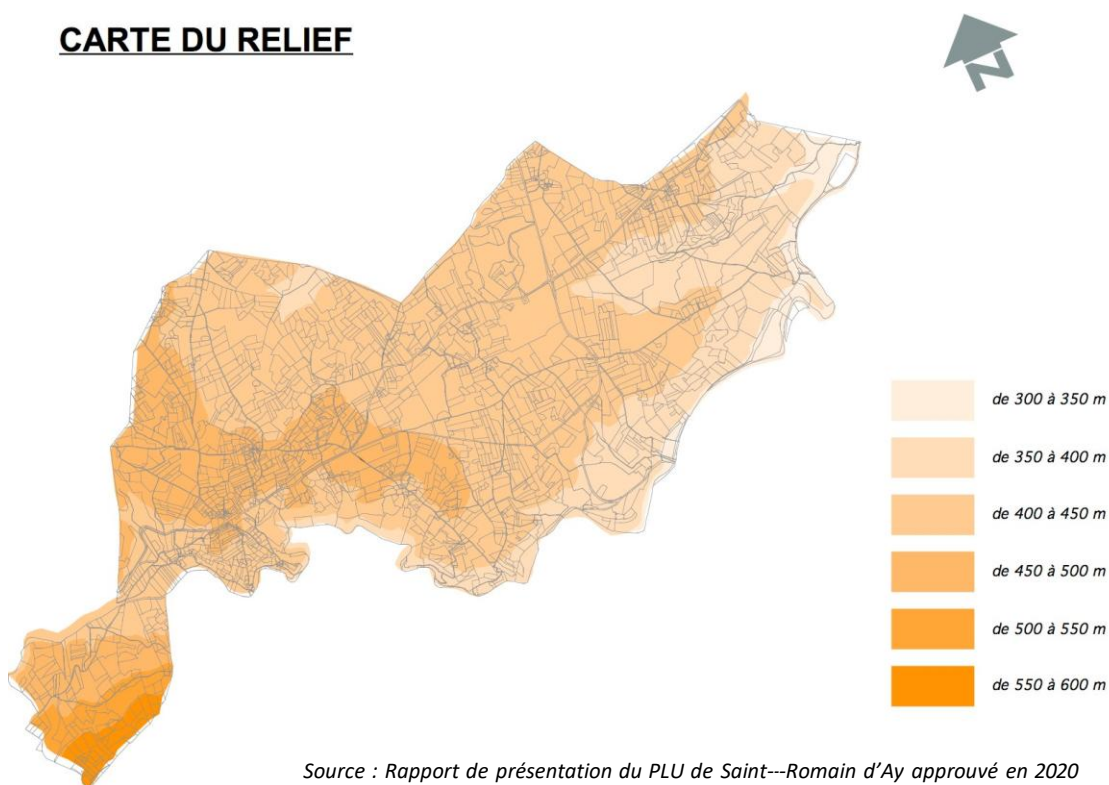 CARTE DU RELIEF
N
de 300 à 350 m
de 350 à 400 m
de 400 à 450 m
de 450 à 500 m
de 500 à 550 m
de 550 à 600 m
Source : Rapport de présentation du PLU de Saint-‐-Romain d’Ay approuvé en 2020